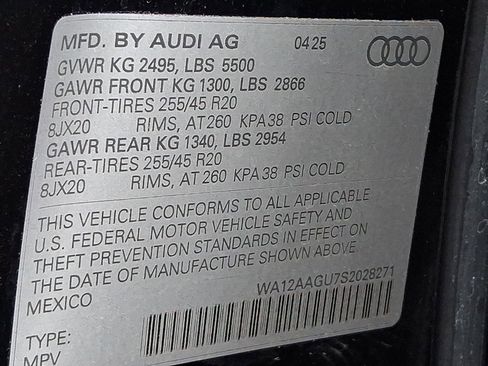 MFD. BY AUDI AG 04 25
GVWR KG 2495, LBS 5500
GAWR FRONT KG 1300, LBS 2866
FRONT-TIRES 255/45 R20
8JX20 RIMS, AT 260 KPA 38 PSI COLD
GAWR REAR KG 1340, LBS 2954
REAR-TIRES 255/45 R20
8JX20 RIMS, AT 260 KPA 38 PSI COLD
THIS VEHICLE CONFORMS TO ALL APPLICABLE
U.S. FEDERAL MOTOR VEHICLE SAFETY AND
THEFT PREVENTION STANDARDS IN EFFECT ON
THE DATE OF MANUFACTURE SHOWN ABOVE
MEXICO WA12AAGU7S2028271
TYPE:
MPV